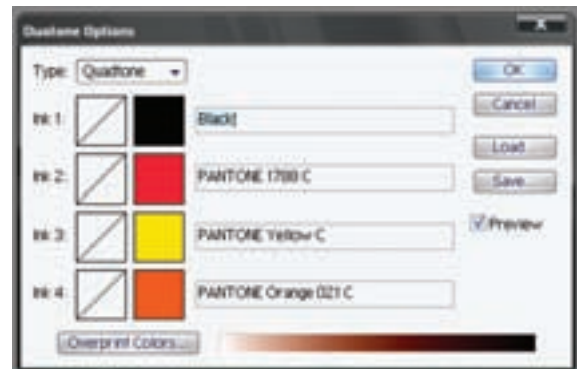 Duotone Options
Type: Quadtone
OK
Cancel
Load...
Save...
Preview
Ink 1: Black
Ink 2: PANTONE 1788 C
Ink 3: PANTONE Yellow C
Ink 4: PANTONE Orange 021 C
Overprint Colors...